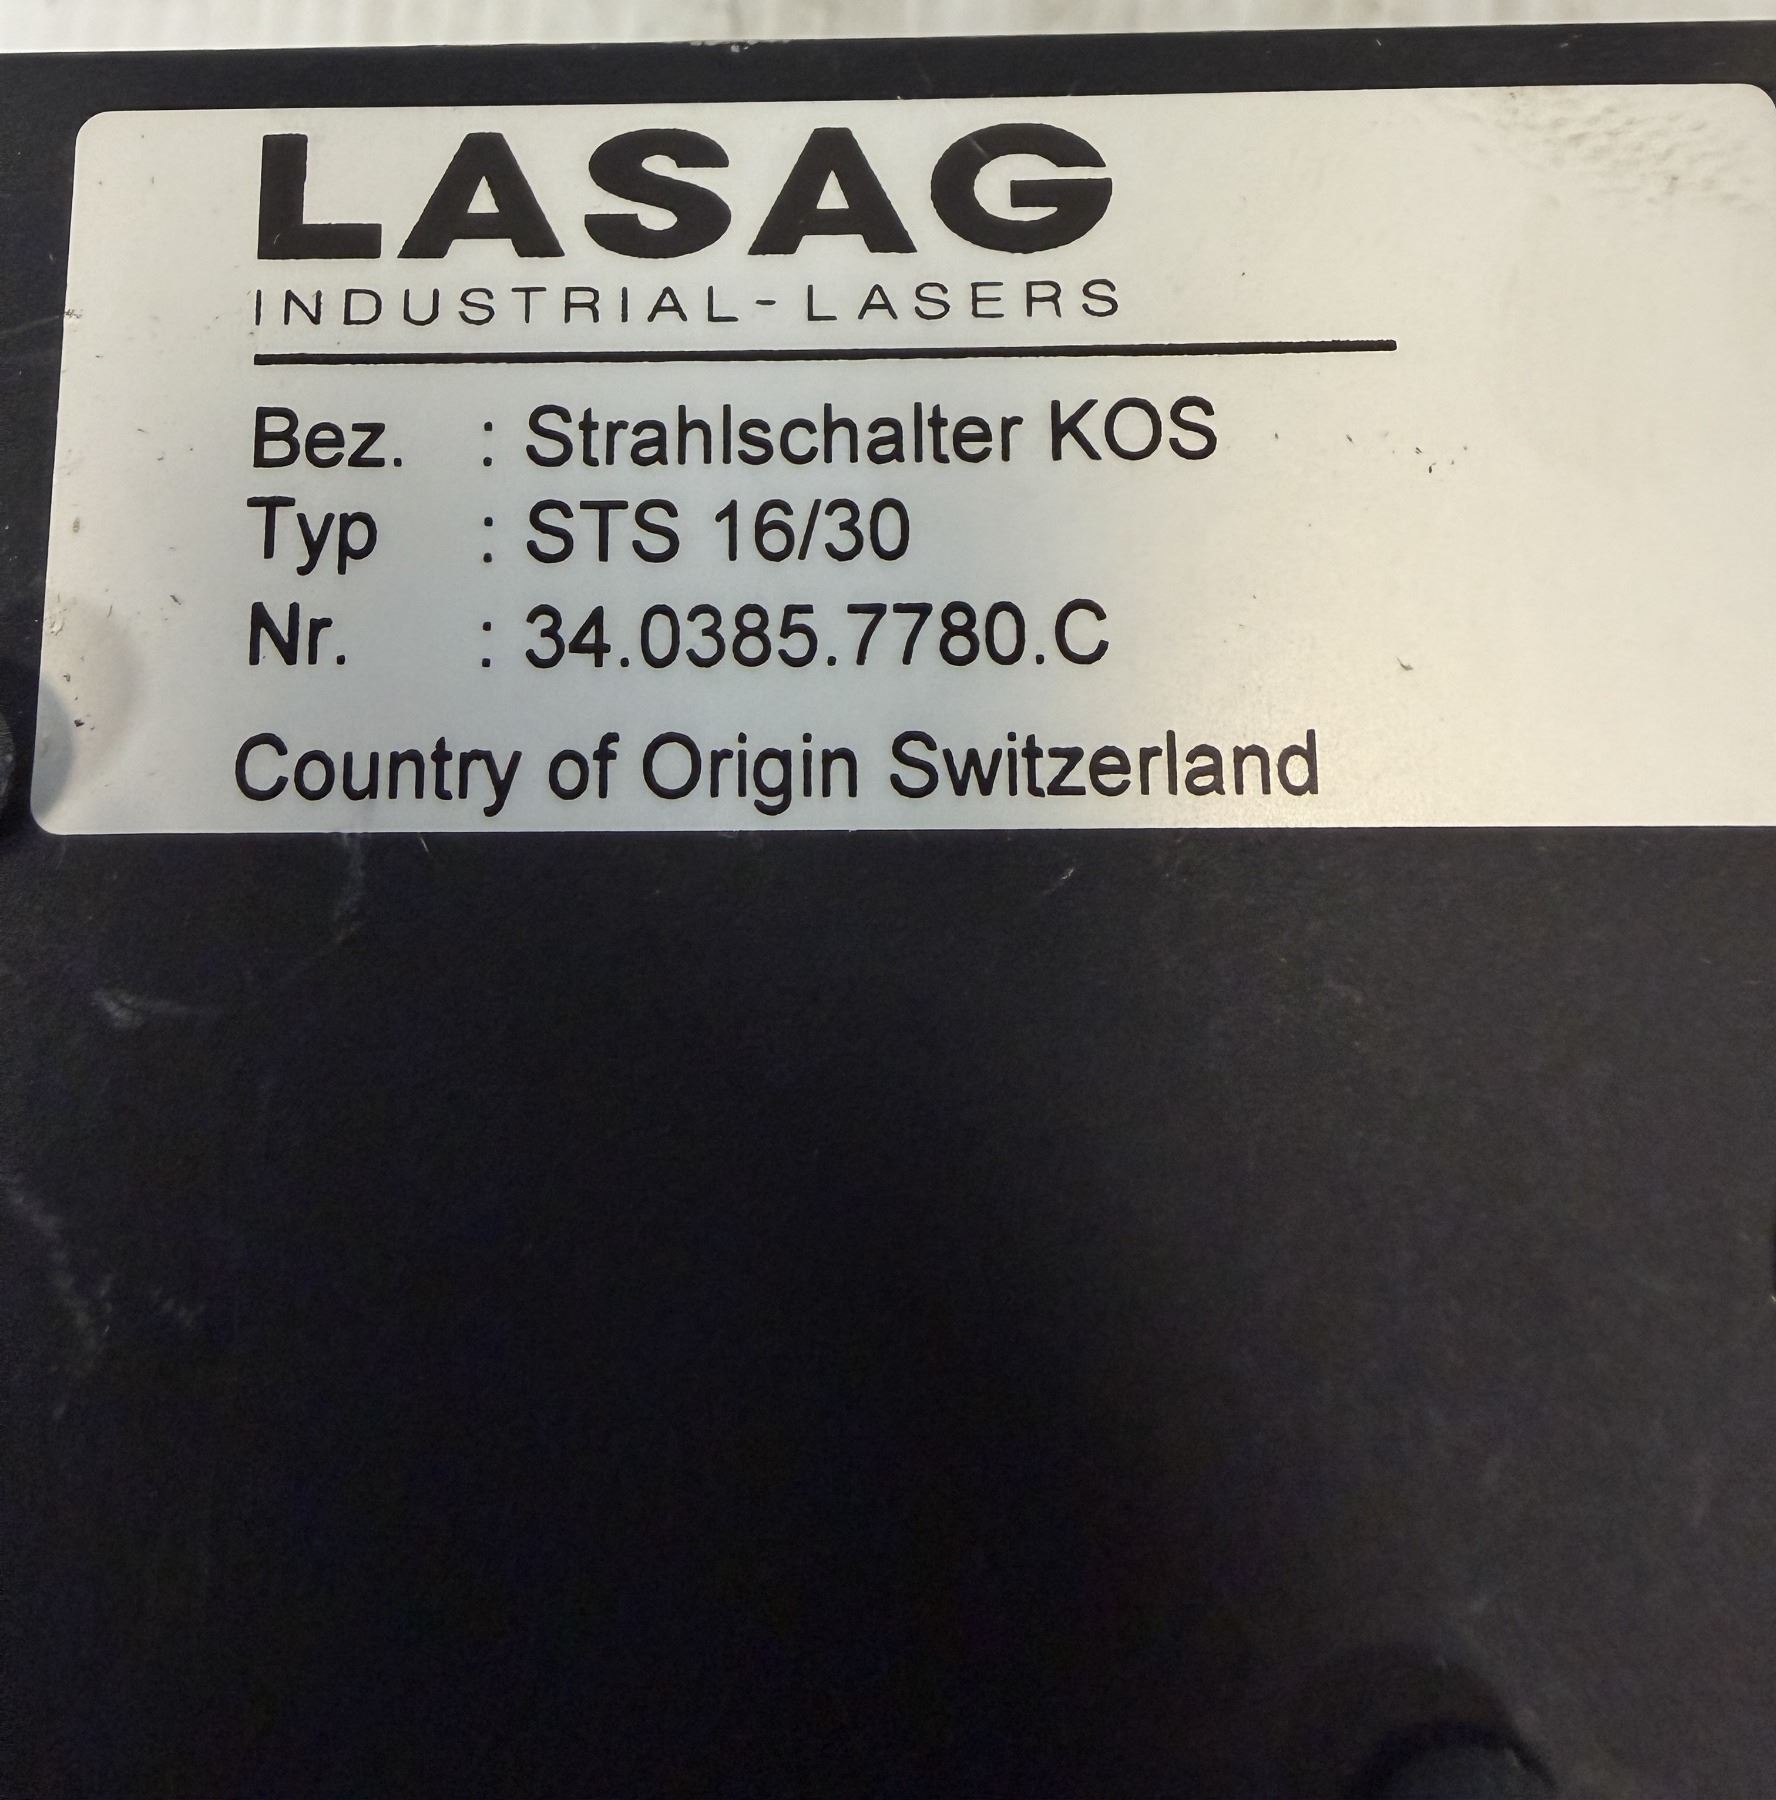 LASAG
INDUSTRIAL-LASERS
Bez. : Strahlschalter KOS
Typ : STS 16/30
Nr. : 34.0385.7780.C
Country of Origin Switzerland